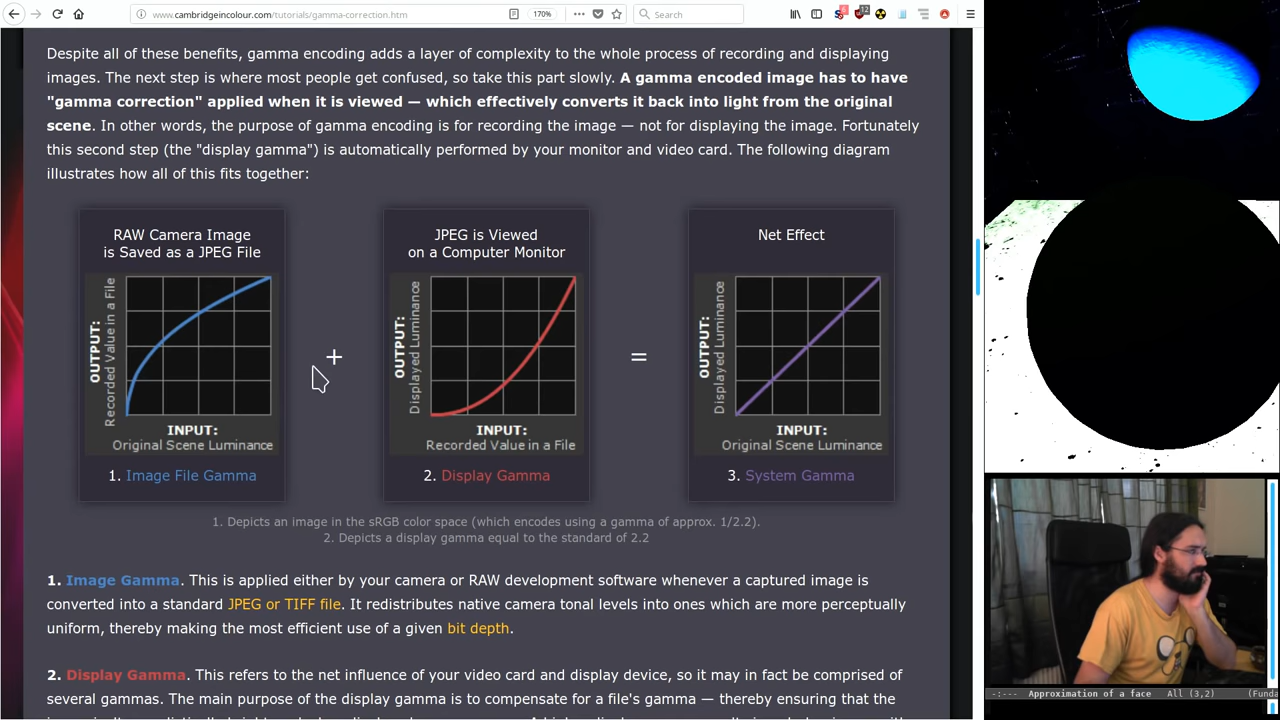 www.cambridgeincolour.com/tutorials/gamma-correction.htm
170%
Search
6
12
Despite all of these benefits, gamma encoding adds a layer of complexity to the whole process of recording and displaying
images. The next step is where most people get confused, so take this part slowly. A gamma encoded image has to have
"gamma correction" applied when it is viewed — which effectively converts it back into light from the original
scene. In other words, the purpose of gamma encoding is for recording the image — not for displaying the image. Fortunately
this second step (the "display gamma") is automatically performed by your monitor and video card. The following diagram
illustrates how all of this fits together:
RAW Camera Image
is Saved as a JPEG File
OUTPUT:
Recorded Value in a File
INPUT:
Original Scene Luminance
1. Image File Gamma
+
JPEG is Viewed
on a Computer Monitor
OUTPUT:
Displayed Luminance
INPUT:
Recorded Value in a File
2. Display Gamma
=
Net Effect
OUTPUT:
Displayed Luminance
INPUT:
Original Scene Luminance
3. System Gamma
1. Depicts an image in the sRGB color space (which encodes using a gamma of approx. 1/2.2).
2. Depicts a display gamma equal to the standard of 2.2
1. Image Gamma. This is applied either by your camera or RAW development software whenever a captured image is
converted into a standard JPEG or TIFF file. It redistributes native camera tonal levels into ones which are more perceptually
uniform, thereby making the most efficient use of a given bit depth.
2. Display Gamma. This refers to the net influence of your video card and display device, so it may in fact be comprised of
several gammas. The main purpose of the display gamma is to compensate for a file's gamma — thereby ensuring that the
-:--- Approximation of a face All (3,2) (Funda